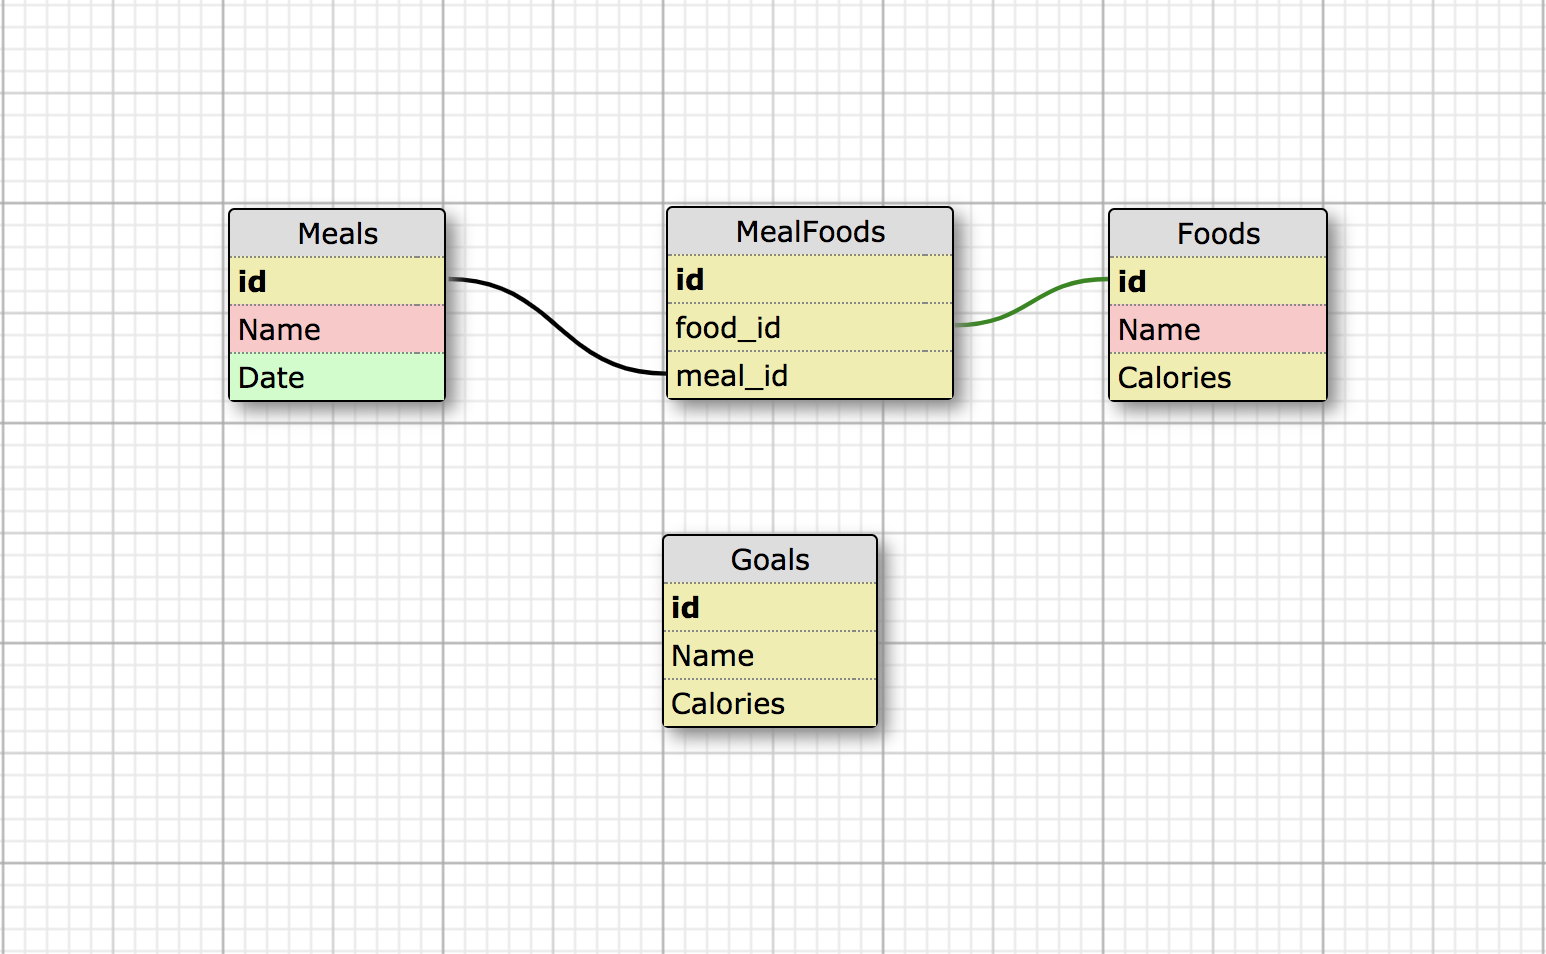 Meals
id
Name
Date
MealFoods
id
food_id
meal_id
Foods
id
Name
Calories
Goals
id
Name
Calories